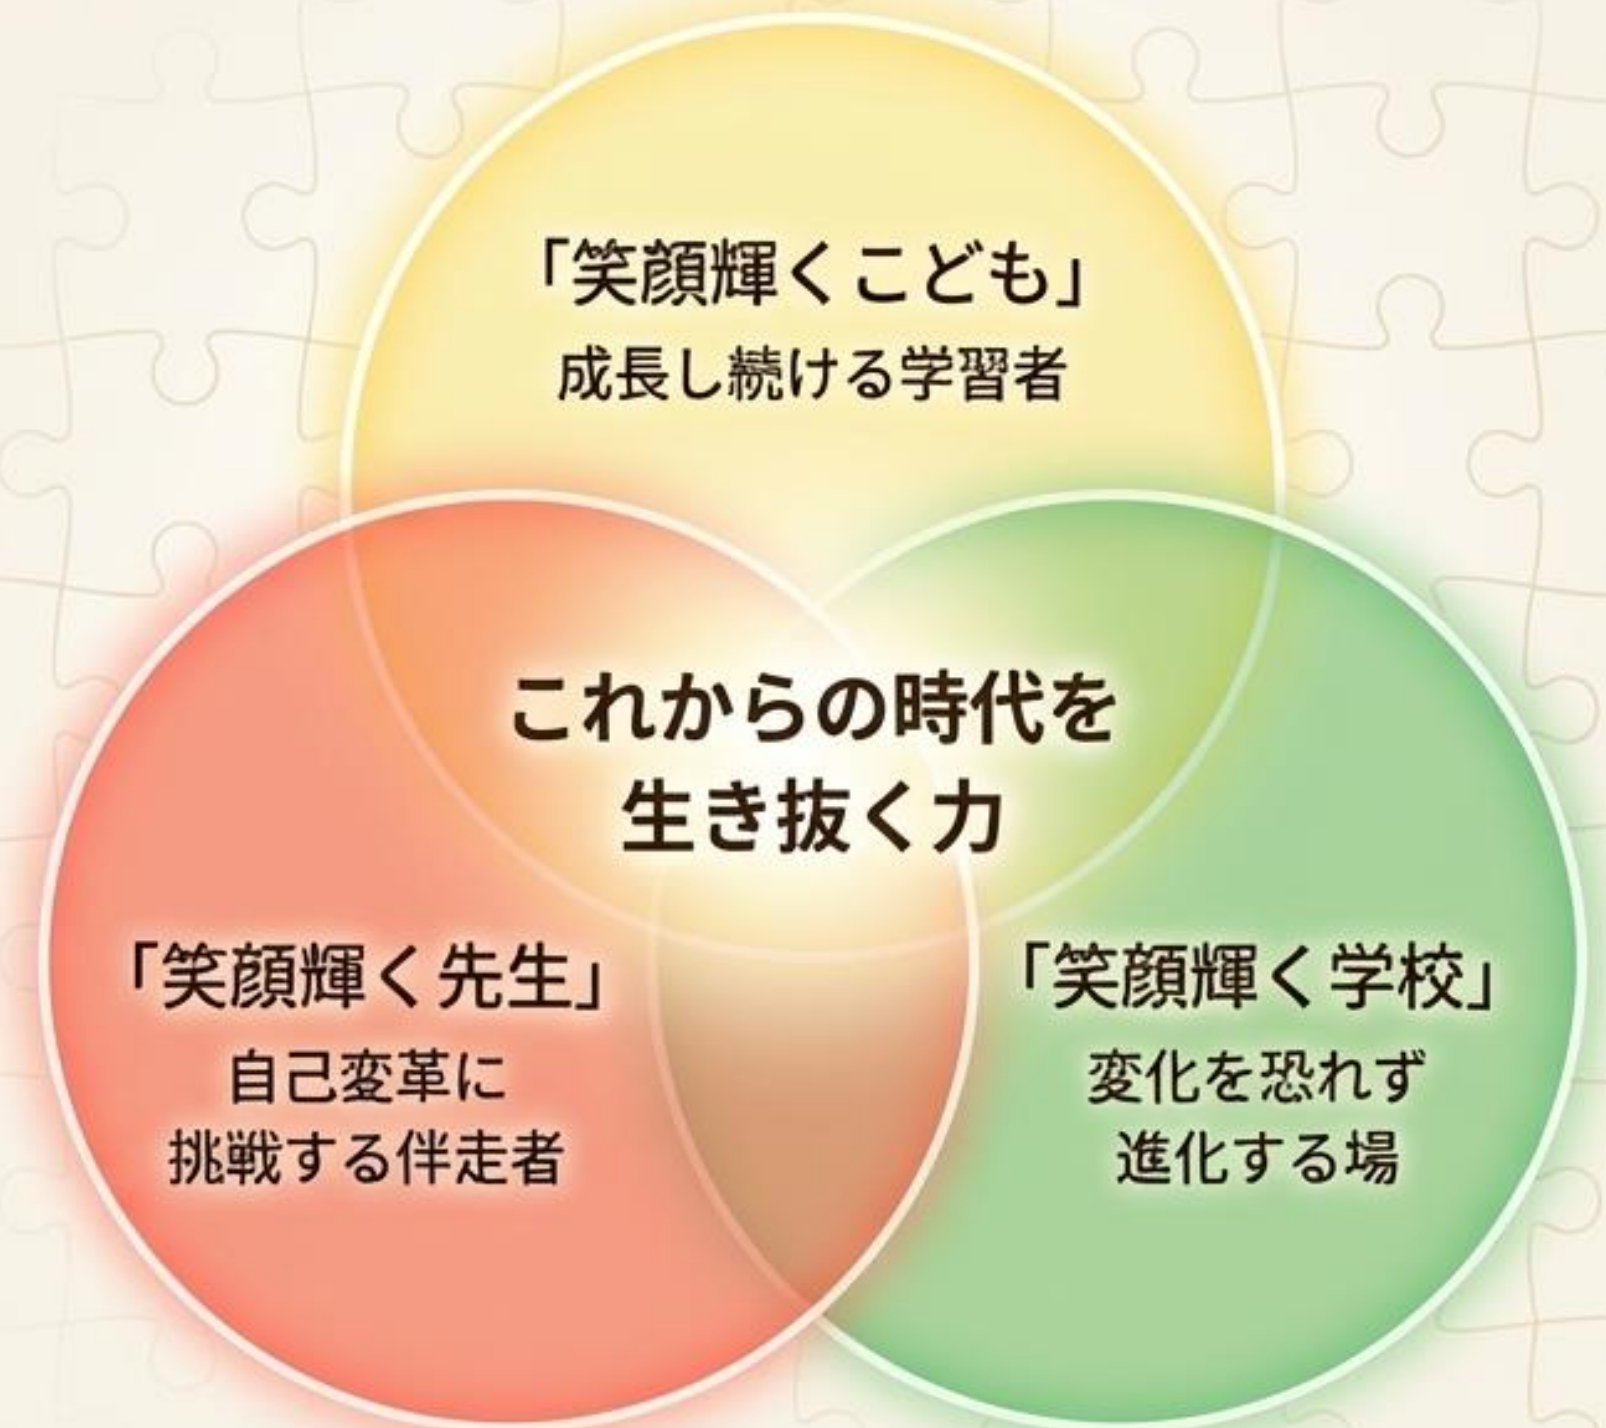 「笑顔輝くこども」
成長し続ける学習者
これからの時代を
生き抜く力
「笑顔輝く先生」
自己変革に
挑戦する伴走者
「笑顔輝く学校」
変化を恐れず
進化する場